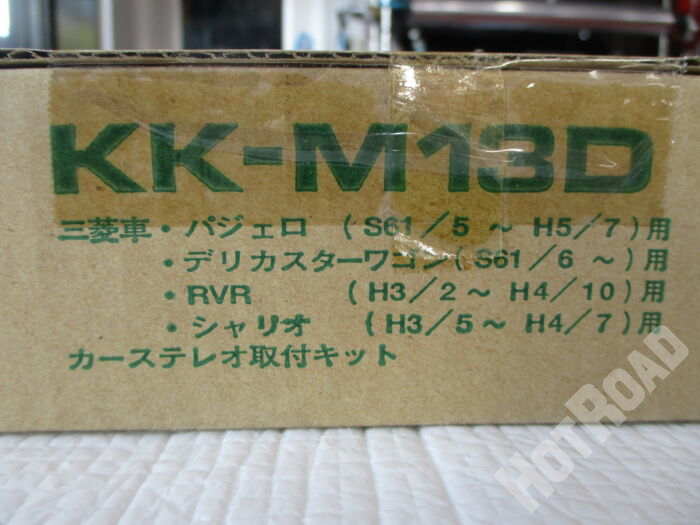 KK-M13D
三菱車・パジェロ (S61/5 ~ H5/7)用
・デリカスターワゴン(S61/6 ~)用
・RVR (H3/2~ H4/10)用
・シャリオ (H3/5~ H4/7)用
カーステレオ取付キット
HOTROAD